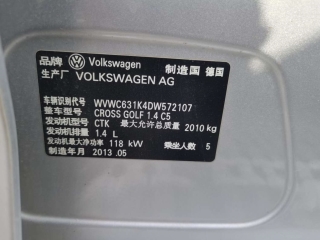 品牌 Volkswagen 制造国 德国
生产厂 VOLKSWAGEN AG
车辆识别代号 WVWC631K4DW572107
整车型号 CROSS GOLF 1.4 C5
发动机型号 CTK 最大允许总质量 2010 kg
发动机排量 1.4 L
发动机最大净功率 118 kW 乘坐人数 5
制造年月 2013 .05